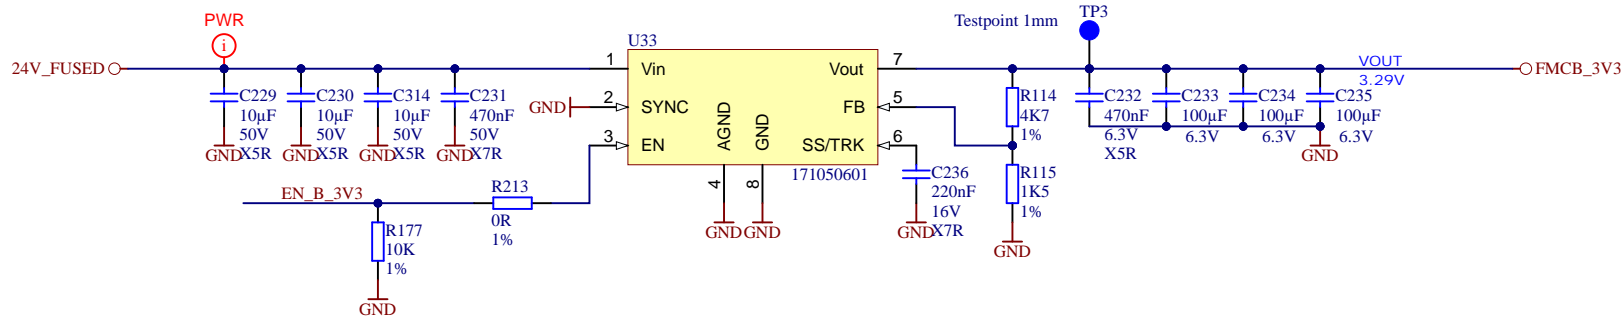 PWR
i
24V_FUSED
C229
10µF
50V
X5R
GND
C230
10µF
50V
X5R
GND
C314
10µF
50V
X5R
GND
C231
470nF
50V
X7R
GND
U33
1
Vin
GND
2
SYNC
3
EN
AGND
GND
4
8
GND
GND
Vout
7
FB
5
SS/TRK
6
171050601
EN_B_3V3
R213
0R
1%
R177
10K
1%
GND
C236
220nF
16V
X7R
GND
R114
4K7
1%
R115
1K5
1%
GND
Testpoint 1mm
TP3
C232
470nF
6.3V
X5R
C233
100µF
6.3V
C234
100µF
6.3V
C235
100µF
6.3V
GND
VOUT
3.29V
FMCB_3V3